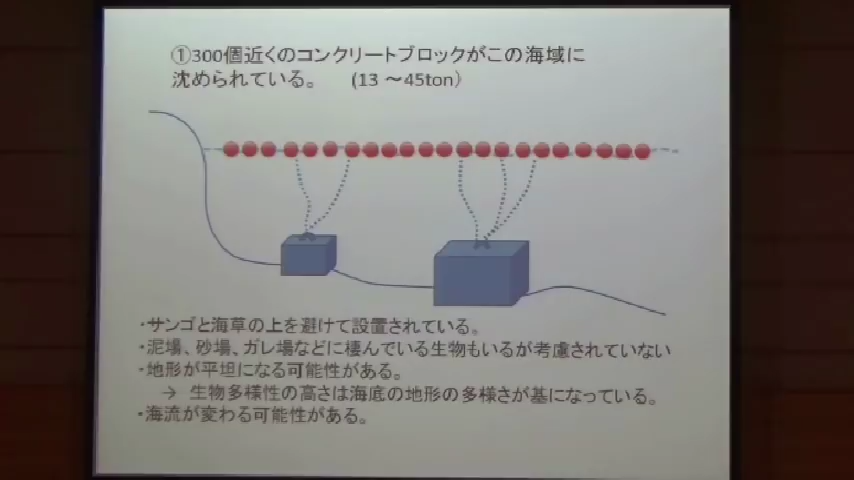 ①300個近くのコンクリートブロックがこの海域に
沈められている。 (13 ～45ton）
・サンゴと海草の上を避けて設置されている。
・泥場、砂場、ガレ場などに棲んでいる生物もいるが考慮されていない
・地形が平坦になる可能性がある。
→ 生物多様性の高さは海底の地形の多様さが基になっている。
・海流が変わる可能性がある。